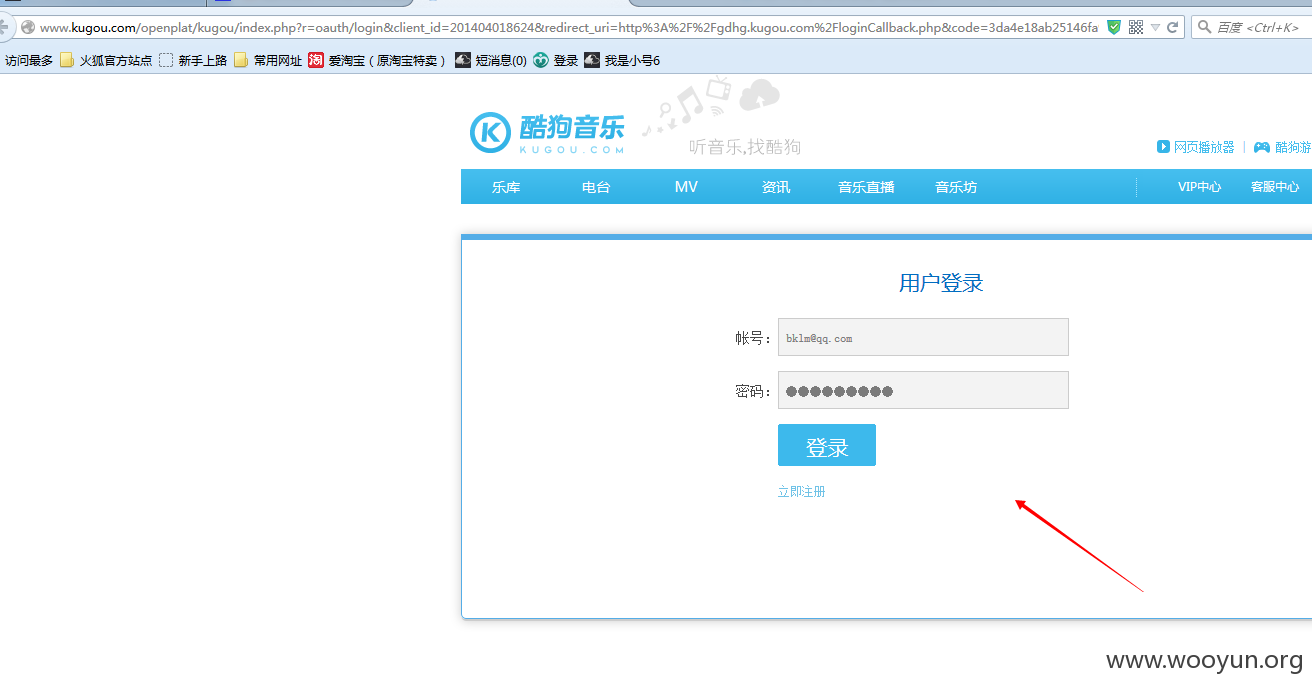 www.kugou.com/openplat/kugou/index.php?r=oauth/login&client_id=201404018624&redirect_uri=http%3A%2F%2Fgdhg.kugou.com%2FloginCallback.php&code=3da4e18ab25146fa 百度 <Ctrl+K>
访问最多 火狐官方站点 新手上路 常用网址 淘 爱淘宝（原淘宝特卖） 短消息(0) 登录 我是小号6
K 酷狗音乐
KUGOU.COM
听音乐,找酷狗
网页播放器 | 酷狗游
乐库 电台 MV 资讯 音乐直播 音乐坊 VIP中心 客服中心
用户登录
帐号： bklm@qq.com
密码： ●●●●●●●●●
登录
立即注册
www.wooyun.org